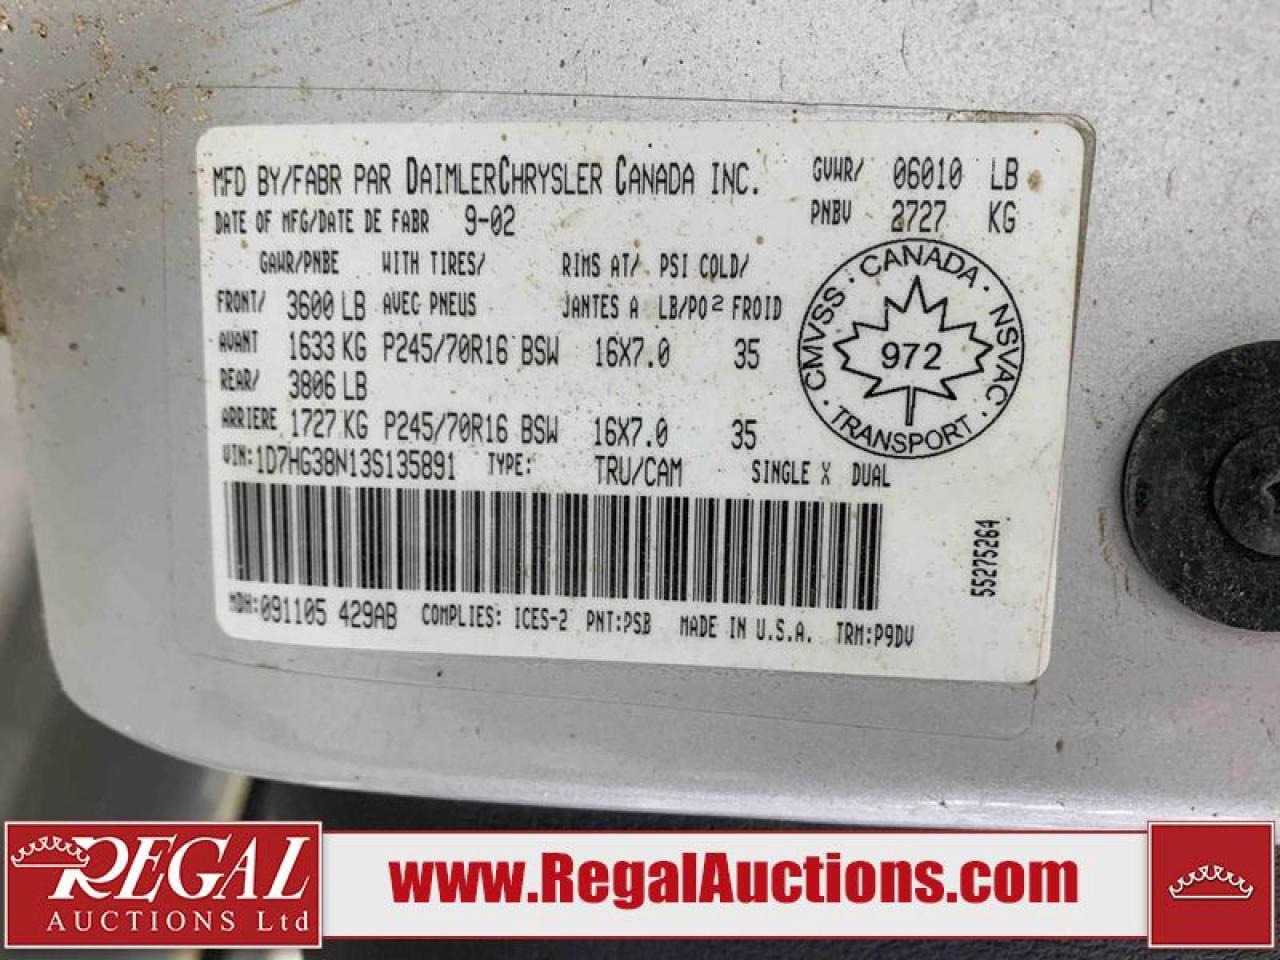 MFD BY/FABR PAR DAIMLERCHRYSLER CANADA INC. GVWR/ 06010 LB
DATE OF MFG/DATE DE FABR 9-02 PNBV 2727 KG
GAWR/PNBE WITH TIRES/ RIMS AT/ PSI COLD/
FRONT/ 3600 LB AVEC PNEUS JANTES A LB/PO2 FROID
AVANT 1633 KG P245/70R16 BSW 16X7.0 35
REAR/ 3806 LB
ARRIERE 1727 KG P245/70R16 BSW 16X7.0 35
VIN: 1D7HG38N13S135891 TYPE: TRU/CAM SINGLE X DUAL
CMVSS · CANADA · NSVAC · TRANSPORT ·
972
55275264
MDH: 091105 429AB COMPLIES: ICES-2 PNT:PSB MADE IN U.S.A. TRM:P9DV
REGAL
AUCTIONS Ltd
www.RegalAuctions.com